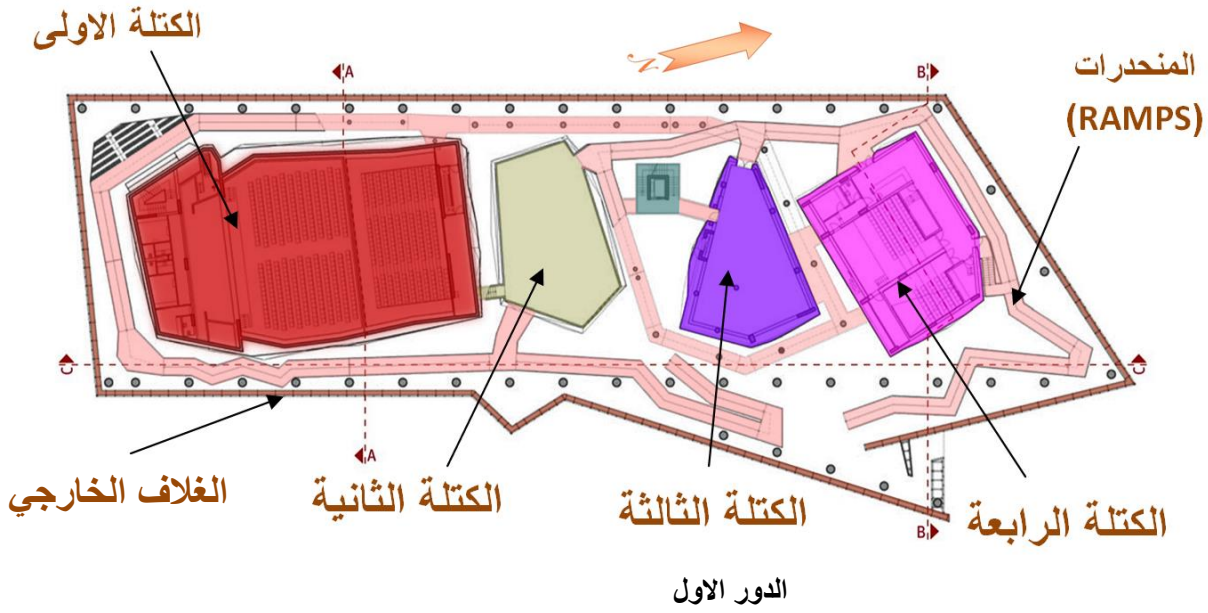 الكتلة الاولى
N
A
B
المنحدرات
(RAMPS)
C
C
A
الغلاف الخارجي
الكتلة الثانية
الكتلة الثالثة
الكتلة الرابعة
B
الدور الاول